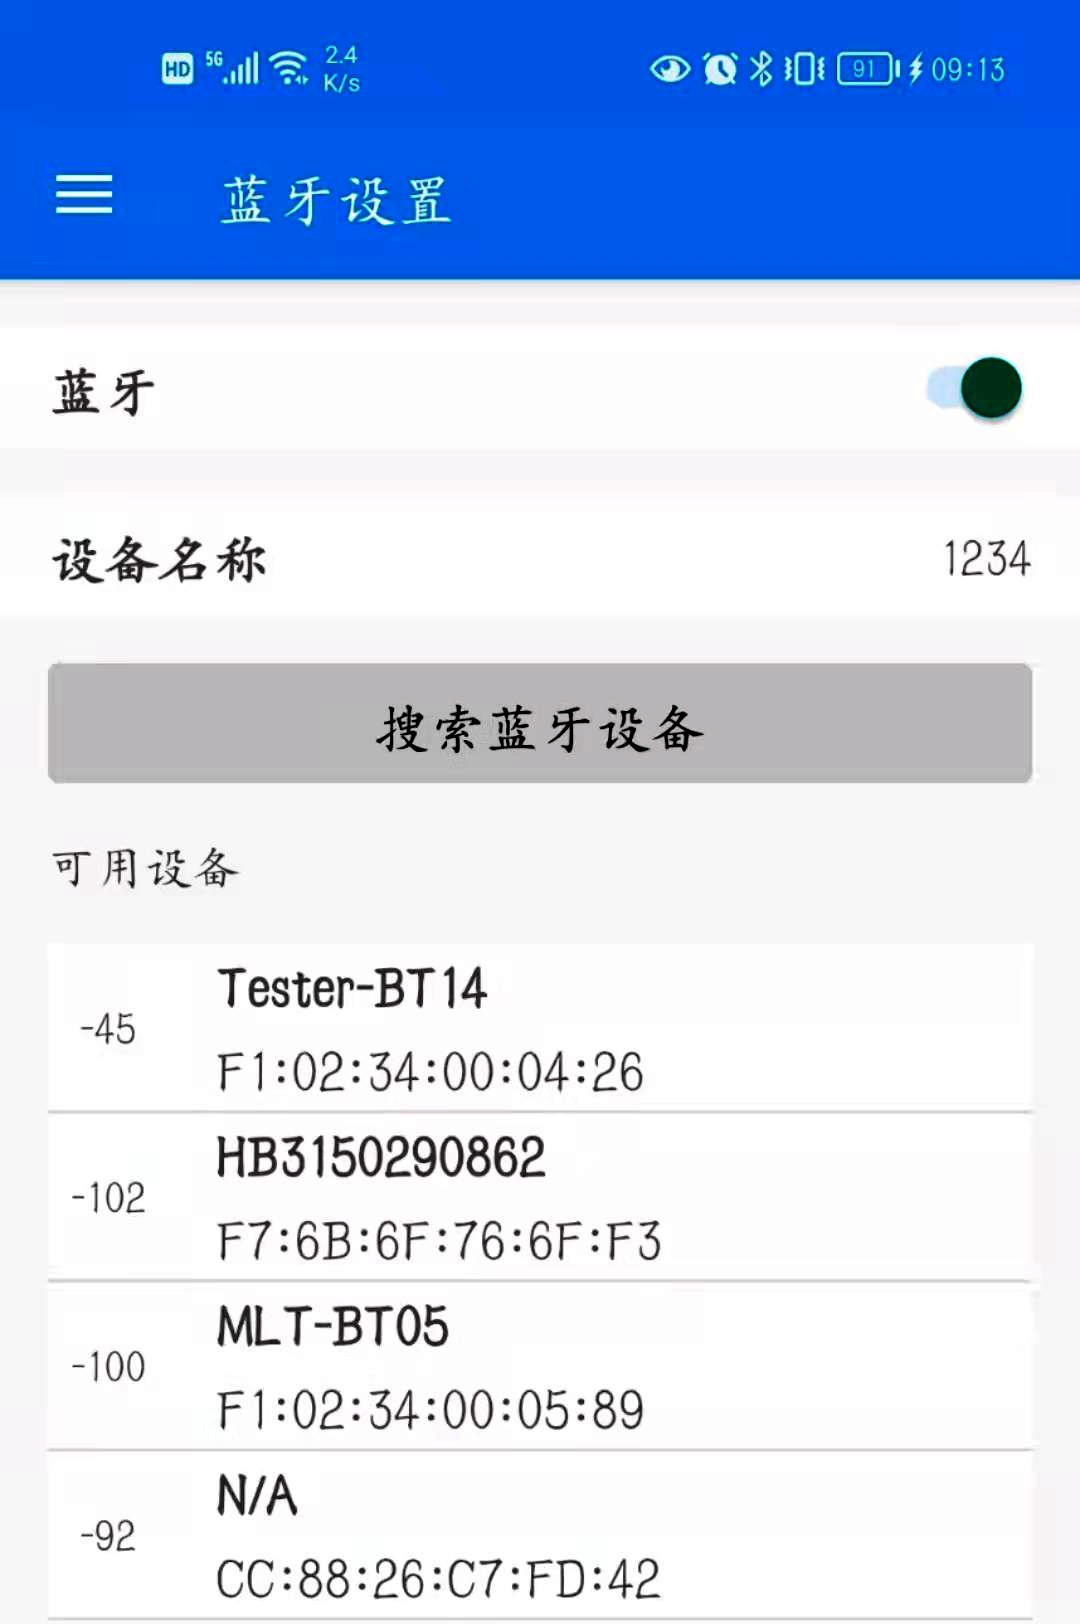 HD 5G 2.4 K/s 91 09:13
蓝牙设置
蓝牙
设备名称 1234
搜索蓝牙设备
可用设备
Tester-BT14
-45
F1:02:34:00:04:26
HB3150290862
-102
F7:6B:6F:76:6F:F3
MLT-BT05
-100
F1:02:34:00:05:89
N/A
-92
CC:88:26:C7:FD:42